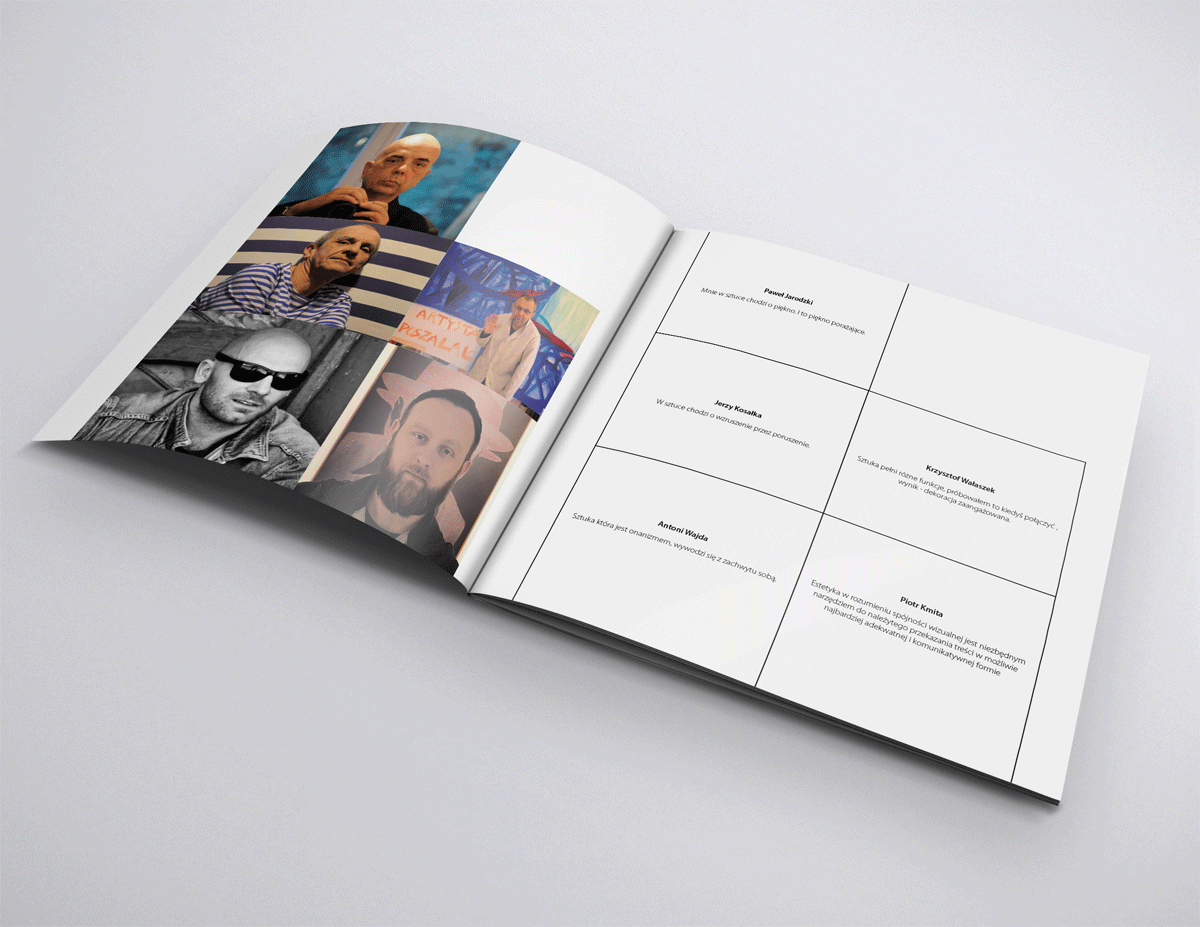 ARTYSTA
POSZALAŁ
Paweł Jarodzki
Mnie w sztuce chodzi o piękno. I to piękno porażające.
Jerzy Kosałka
W sztuce chodzi o wzruszenie przez poruszenie.
Krzysztof Wałaszek
Sztuka pełni różne funkcje, próbowałem to kiedyś połączyć ,
wynik - dekoracja zaangażowana.
Antoni Wajda
Sztuka która jest onanizmem, wywodzi się z zachwytu sobą.
Piotr Kmita
Estetyka w rozumieniu spójności wizualnej jest niezbędnym
narzędziem do należytego przekazania treści w możliwie
najbardziej adekwatnej i komunikatywnej formie